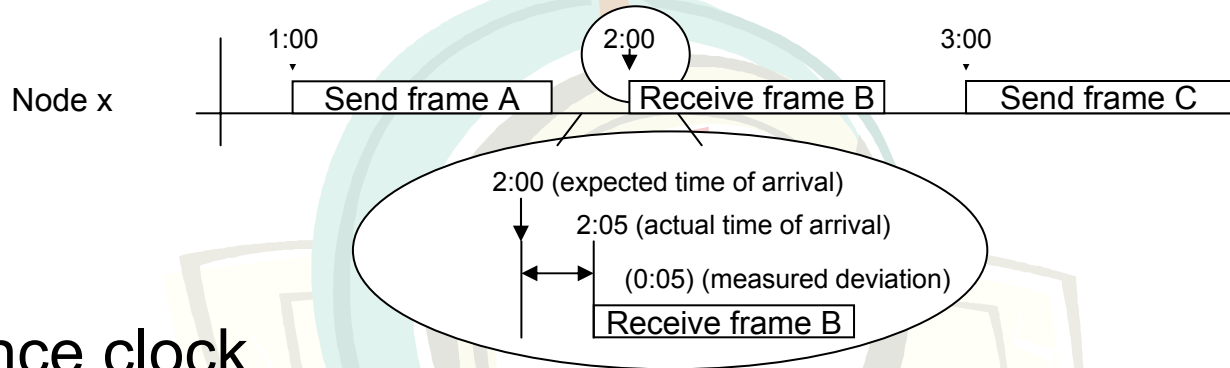 1:00 2:00 3:00
Node x Send frame A Receive frame B Send frame C
2:00 (expected time of arrival)
2:05 (actual time of arrival)
(0:05) (measured deviation)
Receive frame B
nce clock